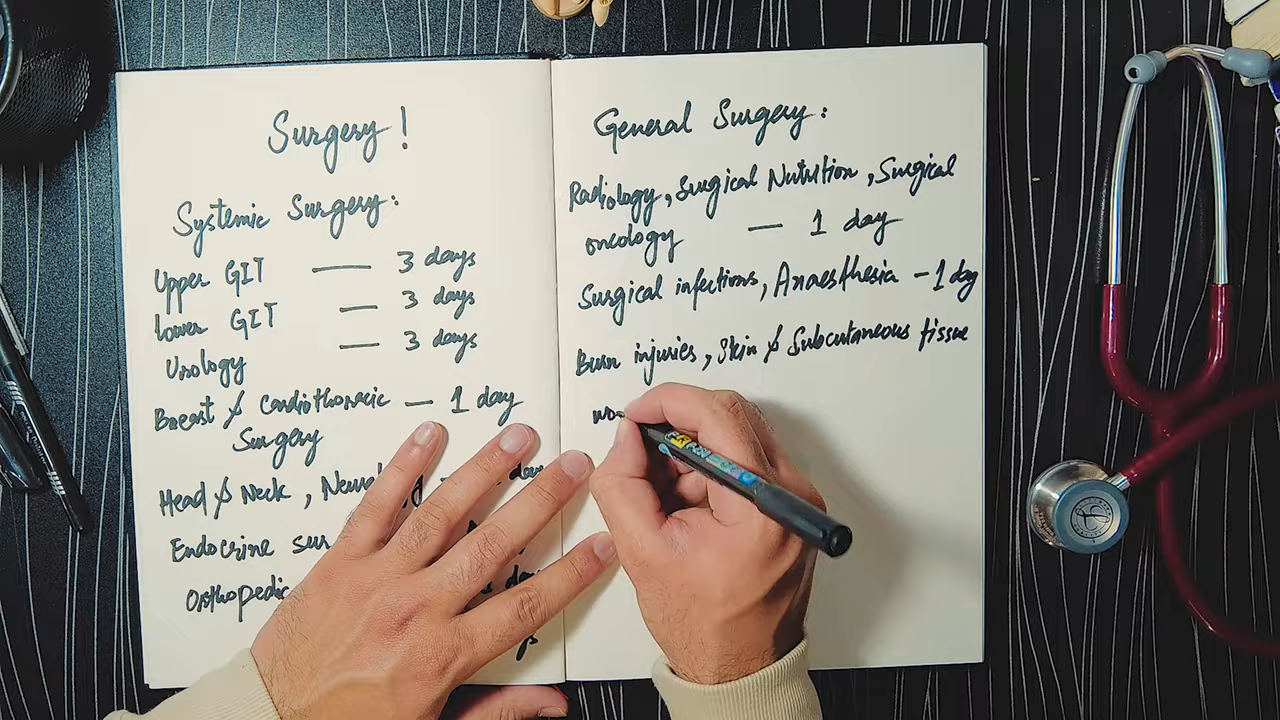 Surgery!
Systemic Surgery:
Upper GIT — 3 days
Lower GIT — 3 days
Urology — 3 days
Breast & Cardiothoracic — 1 day
Surgery
Head & Neck,
Endocrine
Orthopedic
General Surgery:
Radiology, Surgical Nutrition, Surgical
oncology — 1 day
Surgical infections, Anaesthesia – 1 day
Burn injuries, Skin & Subcutaneous tissue